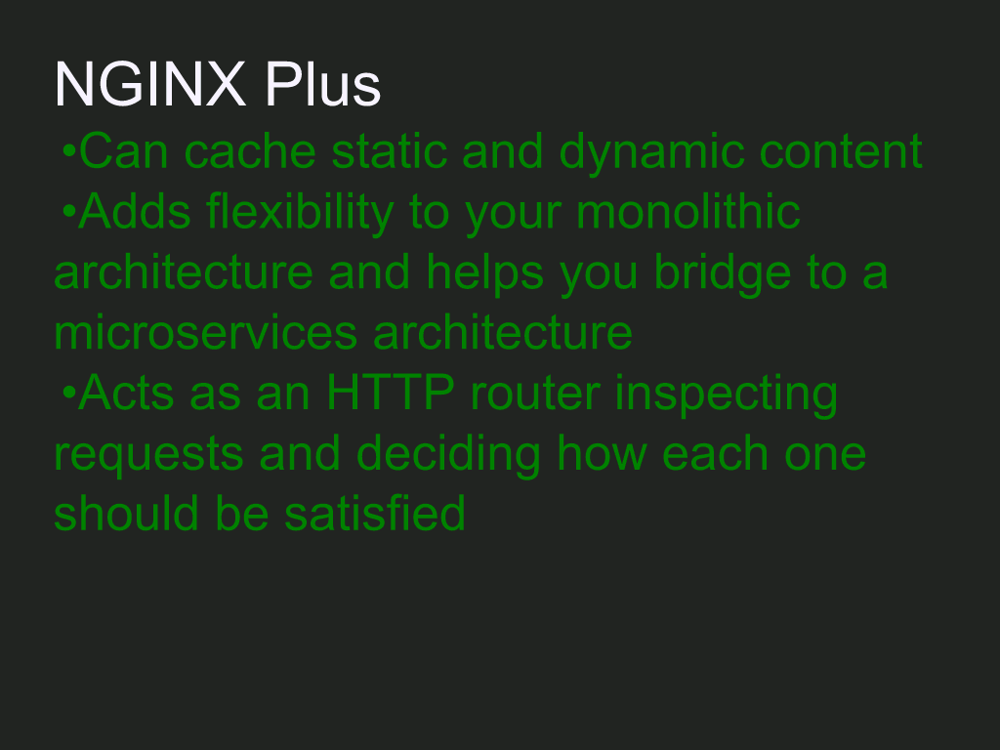 NGINX Plus
•Can cache static and dynamic content
•Adds flexibility to your monolithic
architecture and helps you bridge to a
microservices architecture
•Acts as an HTTP router inspecting
requests and deciding how each one
should be satisfied